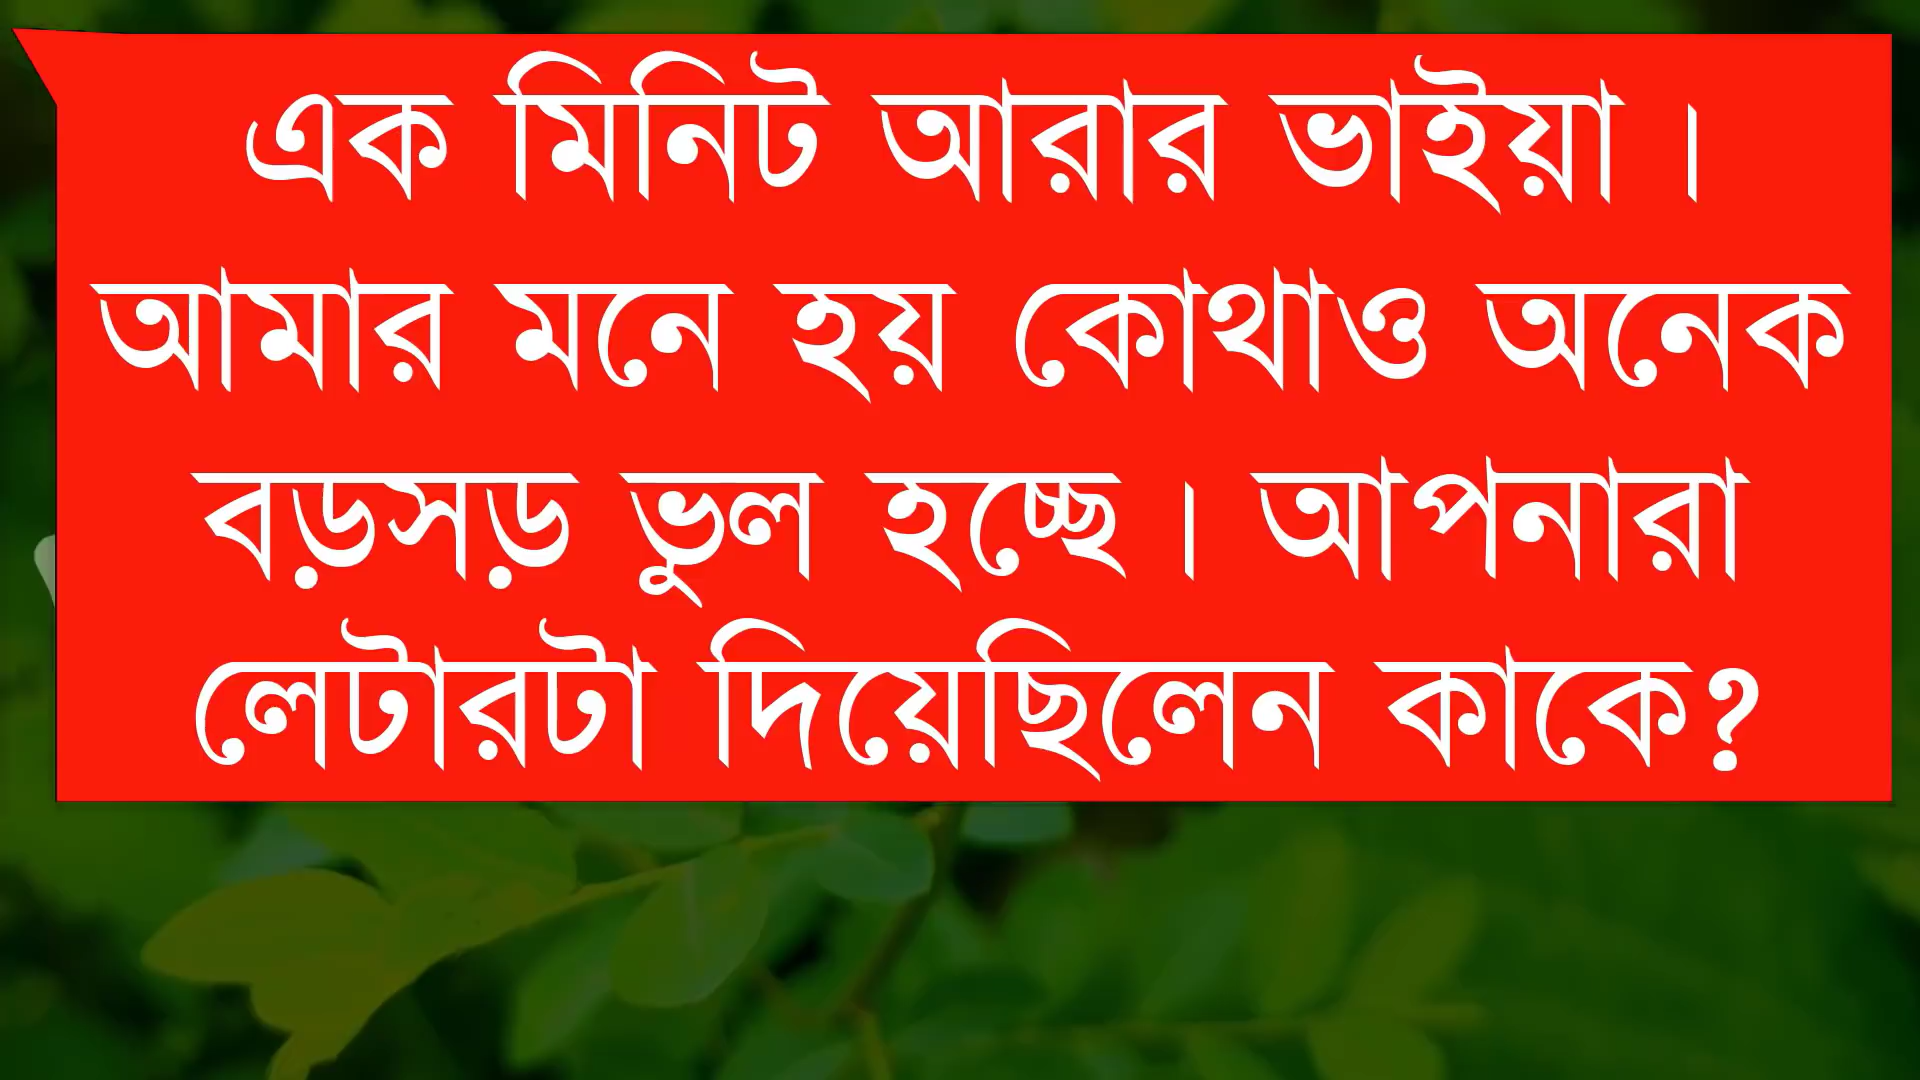 এক মিনিট আরার ভাইয়া ।
আমার মনে হয় কোথাও অনেক
বড়সড় ভুল হচ্ছে । আপনারা
লেটারটা দিয়েছিলেন কাকে?